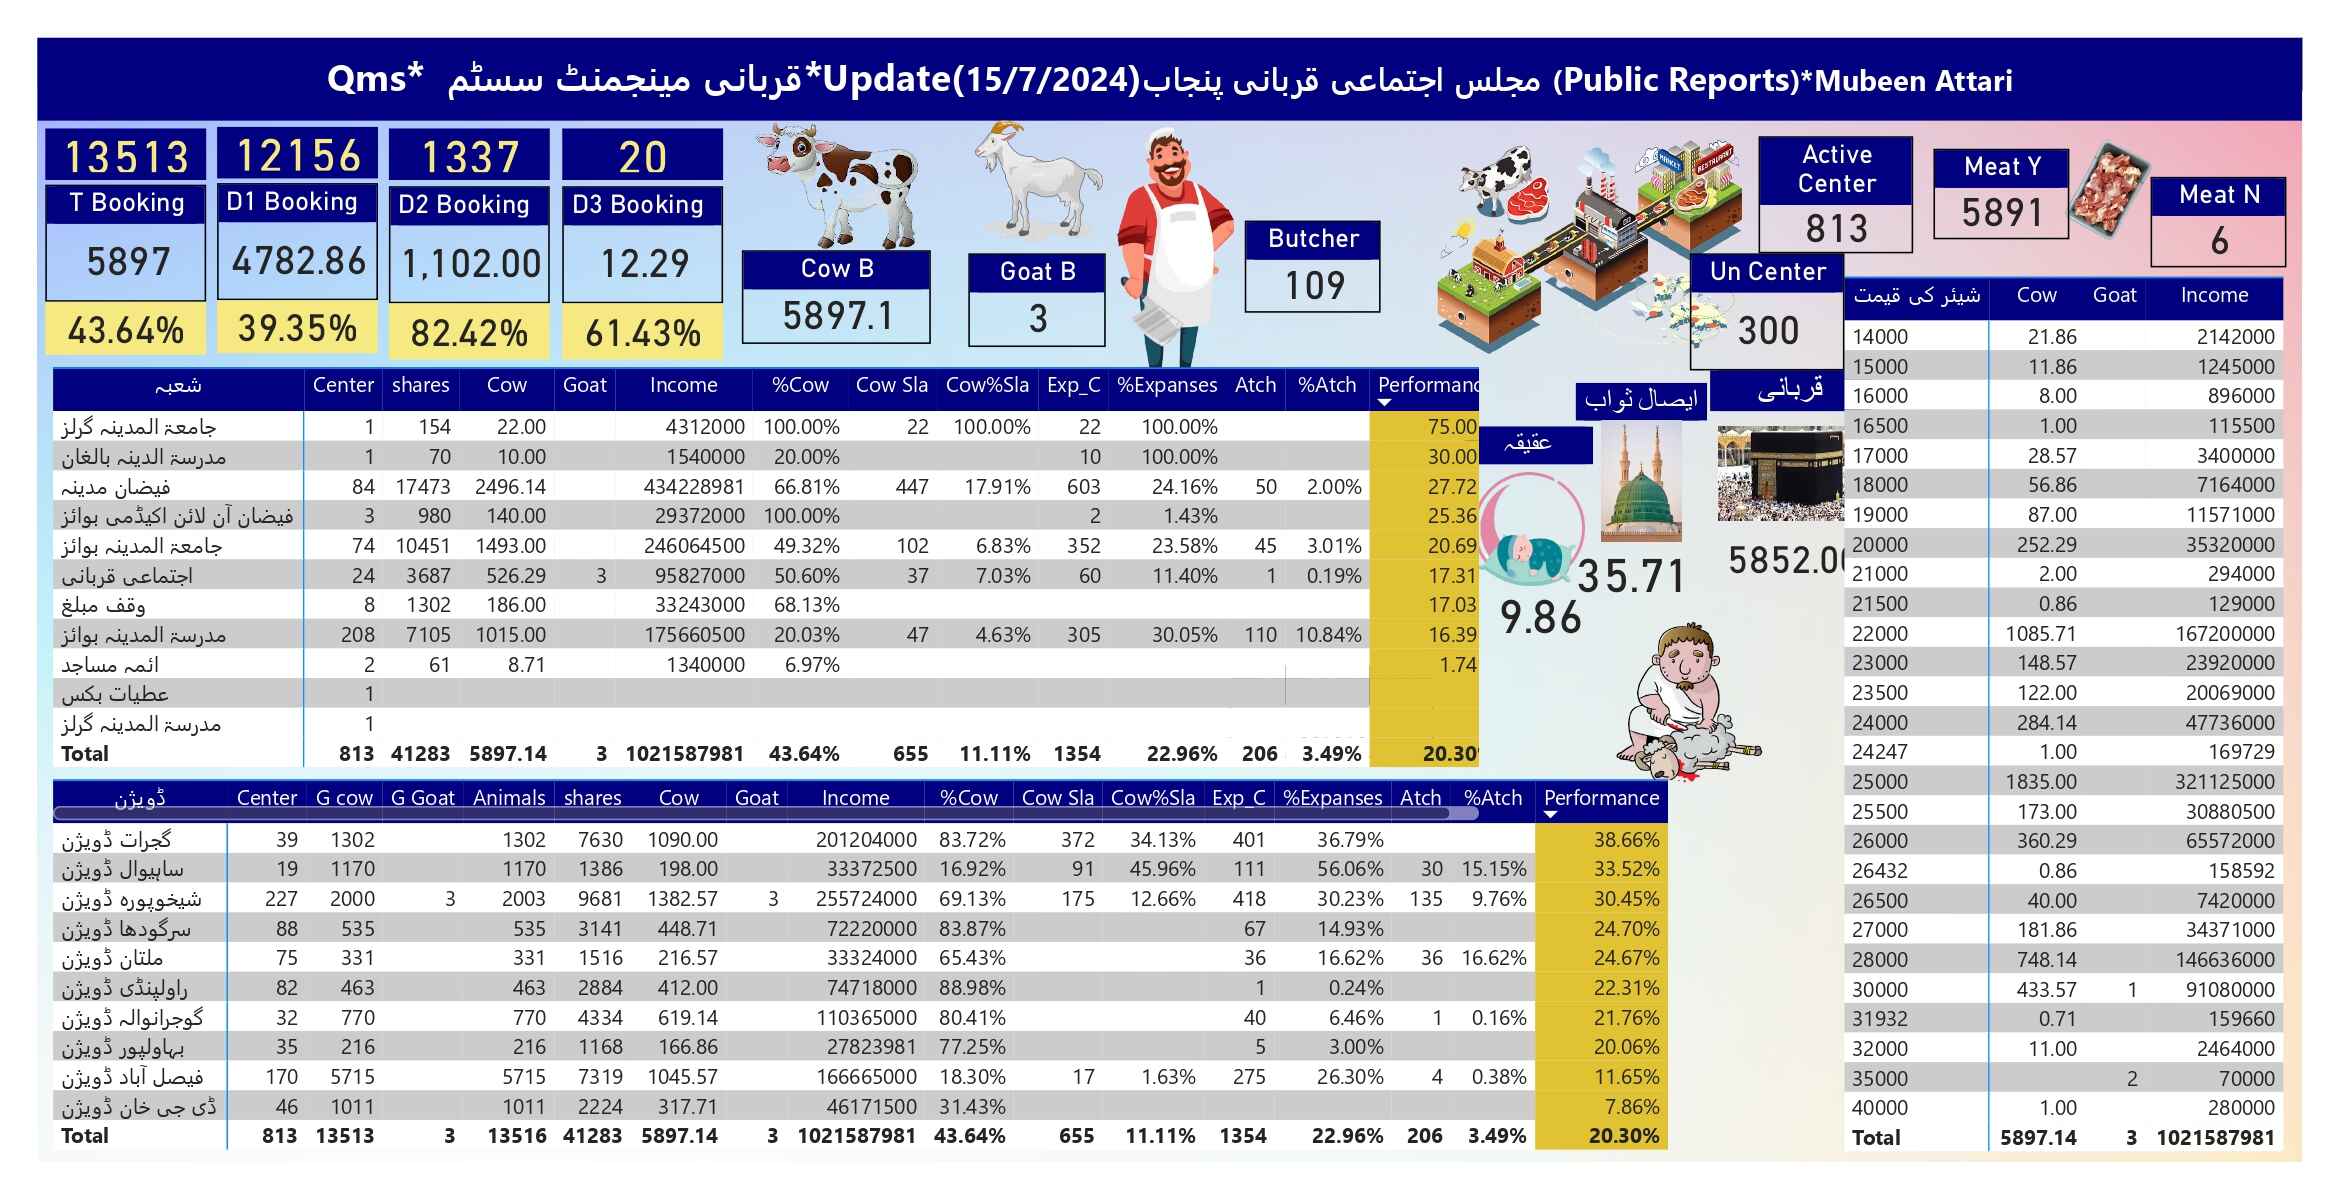 Qms* قربانی مینجمنٹ سسٹم*Update(15/7/2024)مجلس اجتماعی قربانی پنجاب (Public Reports)*Mubeen Attari
13513 12156 1337 20
T Booking D1 Booking D2 Booking D3 Booking
5897 4782.86 1,102.00 12.29
43.64% 39.35% 82.42% 61.43%
Cow B
5897.1
Goat B
3
Butcher
109
MARKET
RESTAURANT
Active Center
813
Meat Y
5891
Meat N
6
Un Center
300
شعبہ Center shares Cow Goat Income %Cow Cow Sla Cow%Sla Exp_C %Expanses Atch %Atch Performanc
جامعۃ المدینہ گرلز 1 154 22.00 4312000 100.00% 22 100.00% 22 100.00% 75.00
مدرسۃ الدینہ بالغان 1 70 10.00 1540000 20.00% 10 100.00% 30.00
فیضان مدینہ 84 17473 2496.14 434228981 66.81% 447 17.91% 603 24.16% 50 2.00% 27.72
فیضان آن لائن اکیڈمی بوائز 3 980 140.00 29372000 100.00% 2 1.43% 25.36
جامعۃ المدینہ بوائز 74 10451 1493.00 246064500 49.32% 102 6.83% 352 23.58% 45 3.01% 20.69
اجتماعی قربانی 24 3687 526.29 3 95827000 50.60% 37 7.03% 60 11.40% 1 0.19% 17.31
وقف مبلغ 8 1302 186.00 33243000 68.13% 17.03
مدرسۃ المدینہ بوائز 208 7105 1015.00 175660500 20.03% 47 4.63% 305 30.05% 110 10.84% 16.39
ائمہ مساجد 2 61 8.71 1340000 6.97% 1.74
عطیات بکس 1
مدرسۃ المدینہ گرلز 1
Total 813 41283 5897.14 3 1021587981 43.64% 655 11.11% 1354 22.96% 206 3.49% 20.30
عقیقہ
9.86
ایصال ثواب
35.71
قربانی
5852.00
ڈویژن Center G cow G Goat Animals shares Cow Goat Income %Cow Cow Sla Cow%Sla Exp_C %Expanses Atch %Atch Performance
گجرات ڈویژن 39 1302 1302 7630 1090.00 201204000 83.72% 372 34.13% 401 36.79% 38.66%
ساہیوال ڈویژن 19 1170 1170 1386 198.00 33372500 16.92% 91 45.96% 111 56.06% 30 15.15% 33.52%
شیخوپورہ ڈویژن 227 2000 3 2003 9681 1382.57 3 255724000 69.13% 175 12.66% 418 30.23% 135 9.76% 30.45%
سرگودھا ڈویژن 88 535 535 3141 448.71 72220000 83.87% 67 14.93% 24.70%
ملتان ڈویژن 75 331 331 1516 216.57 33324000 65.43% 36 16.62% 36 16.62% 24.67%
راولپنڈی ڈویژن 82 463 463 2884 412.00 74718000 88.98% 1 0.24% 22.31%
گوجرانوالہ ڈویژن 32 770 770 4334 619.14 110365000 80.41% 40 6.46% 1 0.16% 21.76%
بہاولپور ڈویژن 35 216 216 1168 166.86 27823981 77.25% 5 3.00% 20.06%
فیصل آباد ڈویژن 170 5715 5715 7319 1045.57 166665000 18.30% 17 1.63% 275 26.30% 4 0.38% 11.65%
ڈی جی خان ڈویژن 46 1011 1011 2224 317.71 46171500 31.43% 7.86%
Total 813 13513 3 13516 41283 5897.14 3 1021587981 43.64% 655 11.11% 1354 22.96% 206 3.49% 20.30%
شیئر کی قیمت Cow Goat Income
14000 21.86 2142000
15000 11.86 1245000
16000 8.00 896000
16500 1.00 115500
17000 28.57 3400000
18000 56.86 7164000
19000 87.00 11571000
20000 252.29 35320000
21000 2.00 294000
21500 0.86 129000
22000 1085.71 167200000
23000 148.57 23920000
23500 122.00 20069000
24000 284.14 47736000
24247 1.00 169729
25000 1835.00 321125000
25500 173.00 30880500
26000 360.29 65572000
26432 0.86 158592
26500 40.00 7420000
27000 181.86 34371000
28000 748.14 146636000
30000 433.57 1 91080000
31932 0.71 159660
32000 11.00 2464000
35000 2 70000
40000 1.00 280000
Total 5897.14 3 1021587981